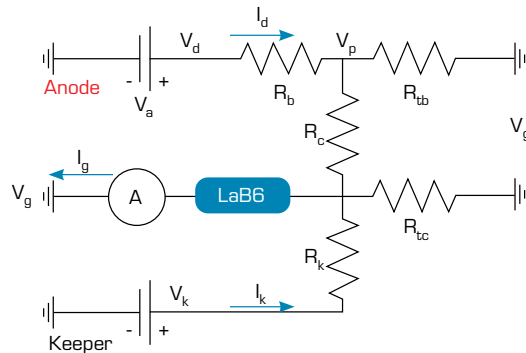 I_d
V_d
V_p
- +
Anode
V_a
R_b
R_tb
R_c
V_g
I_g
V_g
A
LaB6
R_tc
R_k
V_k
I_k
Keeper
- +